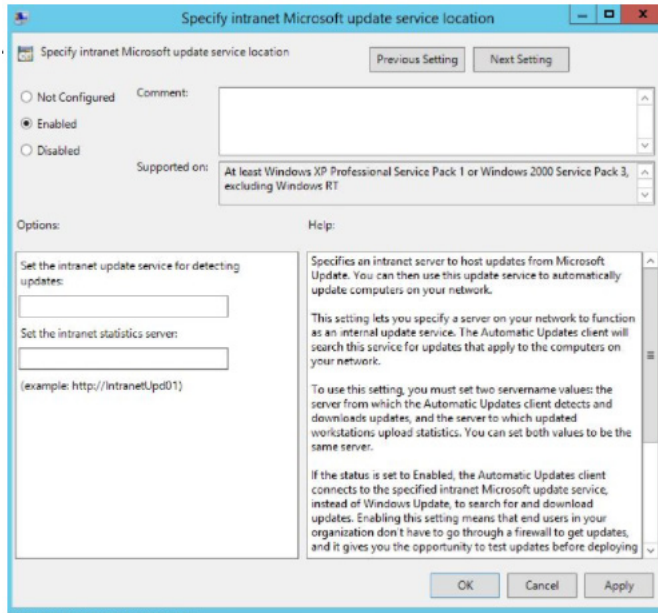 Specify intranet Microsoft update service location
Specify intranet Microsoft update service location
Previous Setting
Next Setting
Not Configured
Enabled
Disabled
Comment:
Supported on:
At least Windows XP Professional Service Pack 1 or Windows 2000 Service Pack 3,
excluding Windows RT
Options:
Help:
Set the intranet update service for detecting
updates:
Set the intranet statistics server:
(example: http://IntranetUpd01)
Specifies an intranet server to host updates from Microsoft
Update. You can then use this update service to automatically
update computers on your network.
This setting lets you specify a server on your network to function
as an internal update service. The Automatic Updates client will
search this service for updates that apply to the computers on
your network.
To use this setting, you must set two servername values: the
server from which the Automatic Updates client detects and
downloads updates, and the server to which updated
workstations upload statistics. You can set both values to be the
same server.
If the status is set to Enabled, the Automatic Updates client
connects to the specified intranet Microsoft update service,
instead of Windows Update, to search for and download
updates. Enabling this setting means that end users in your
organization don't have to go through a firewall to get updates,
and it gives you the opportunity to test updates before deploying
OK
Cancel
Apply